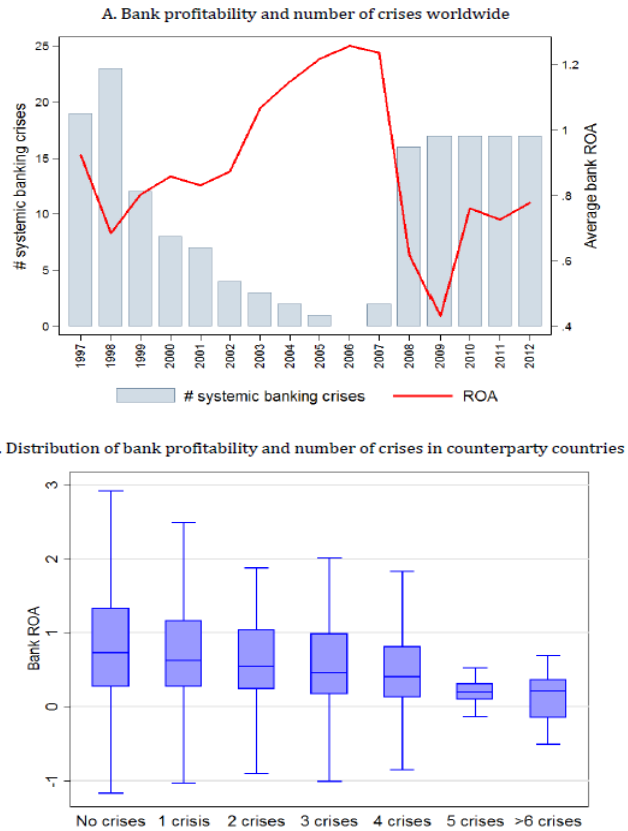 A. Bank profitability and number of crises worldwide
25
20
15
10
5
0
# systemic banking crises
1.2
1
.8
.6
.4
Average bank ROA
1997 1998 1999 2000 2001 2002 2003 2004 2005 2006 2007 2008 2009 2010 2011 2012
# systemic banking crises ROA
. Distribution of bank profitability and number of crises in counterparty countries
3
2
1
0
-1
Bank ROA
No crises 1 crisis 2 crises 3 crises 4 crises 5 crises >6 crises